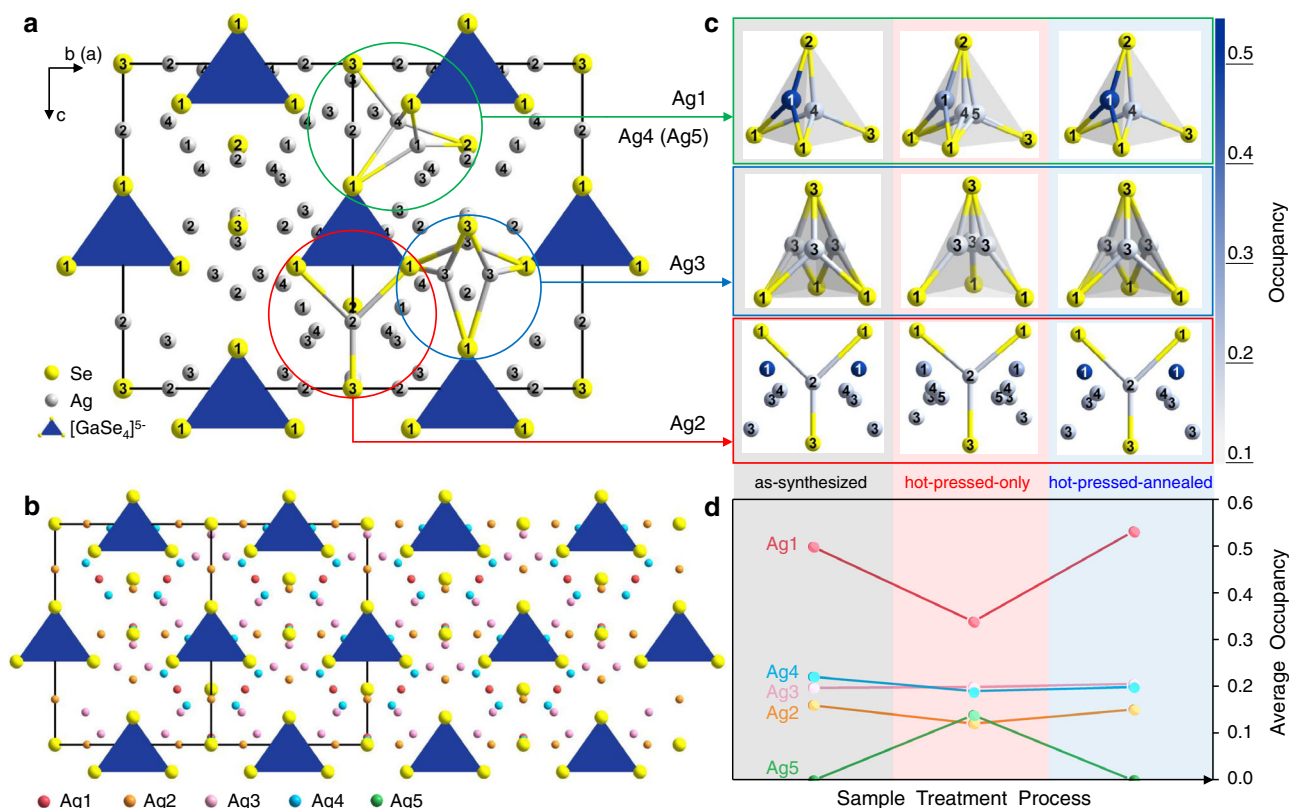 a
b (a)
c
Se
Ag
[GaSe4]5-
Ag1
Ag4 (Ag5)
Ag3
Ag2
c
0.5
0.4
0.3
0.2
0.1
Occupancy
as-synthesized
hot-pressed-only
hot-pressed-annealed
b
Ag1
Ag2
Ag3
Ag4
Ag5
d
Ag1
Ag4
Ag3
Ag2
Ag5
0.6
0.5
0.4
0.3
0.2
0.1
0.0
Average Occupancy
Sample Treatment Process